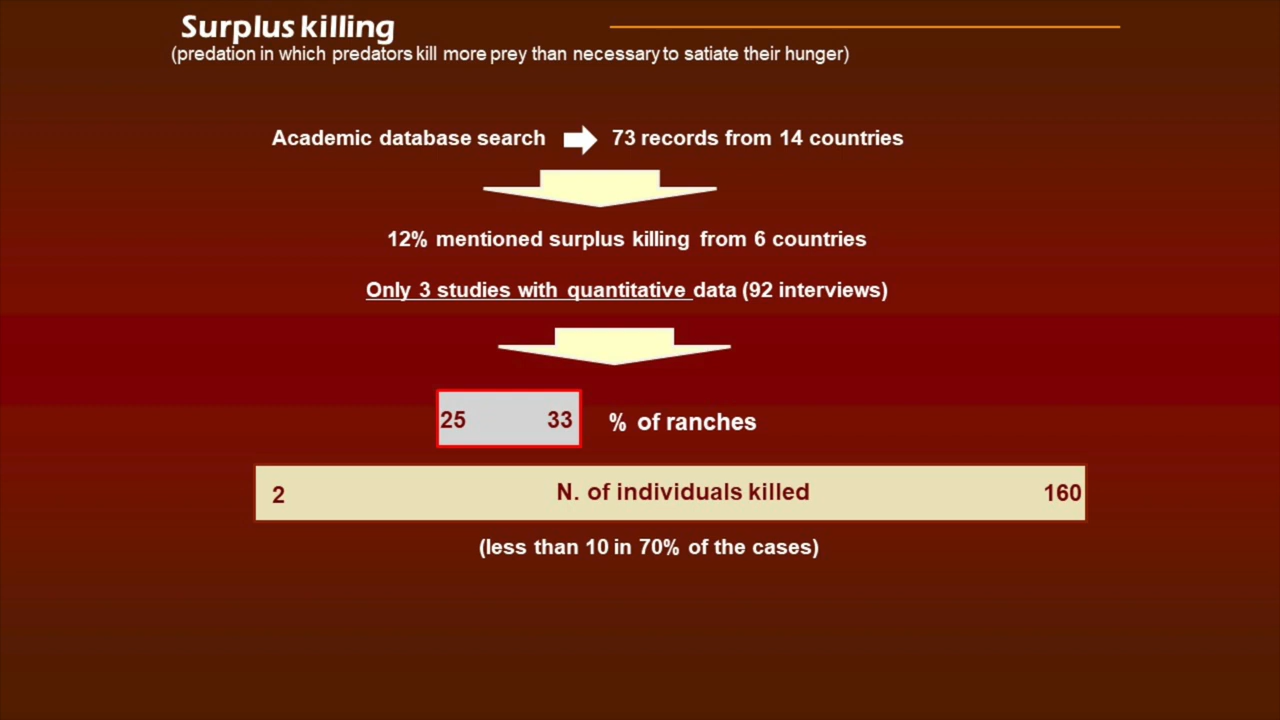 Surplus killing
(predation in which predators kill more prey than necessary to satiate their hunger)
Academic database search 73 records from 14 countries
12% mentioned surplus killing from 6 countries
Only 3 studies with quantitative data (92 interviews)
25 33 % of ranches
2 N. of individuals killed 160
(less than 10 in 70% of the cases)